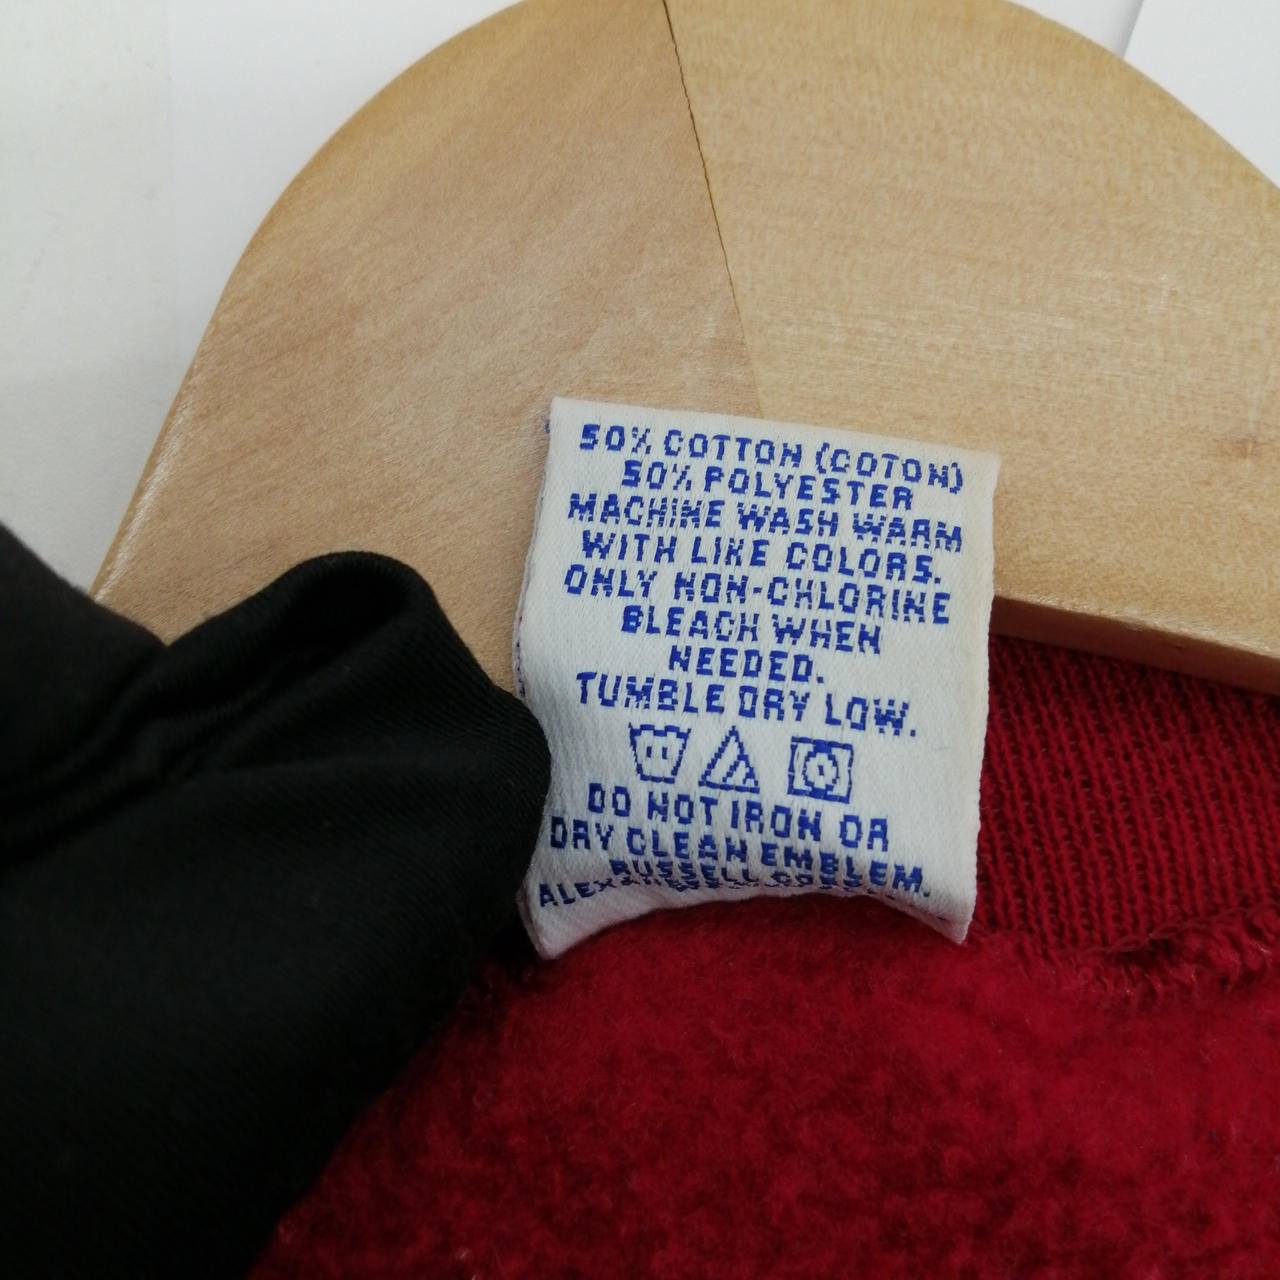 50% COTTON (COTON)
50% POLYESTER
MACHINE WASH WARM
WITH LIKE COLORS.
ONLY NON-CHLORINE
BLEACH WHEN
NEEDED.
TUMBLE DRY LOW.
DO NOT IRON OR
DRY CLEAN EMBLEM.
RUSSELL